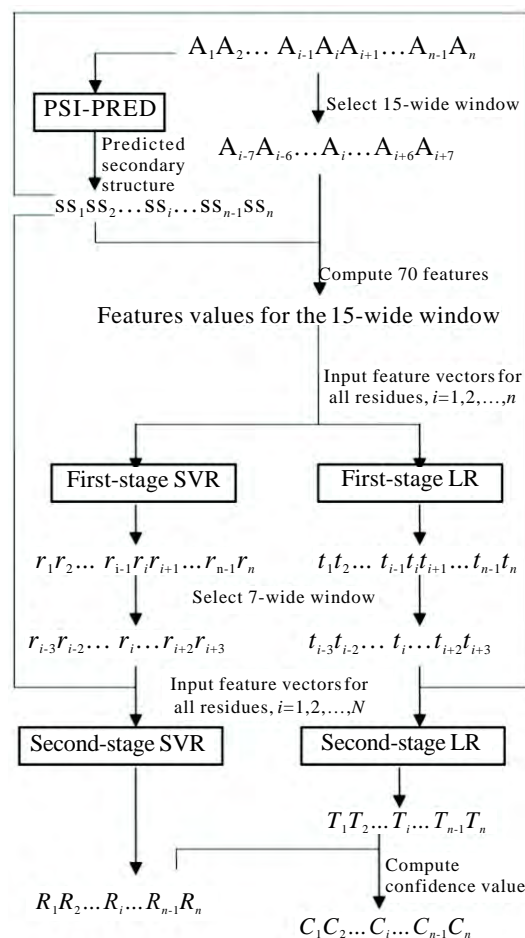 A₁A₂… Aᵢ₋₁AᵢAᵢ₊₁…Aₙ₋₁Aₙ
PSI-PRED
Select 15-wide window
Predicted
secondary
structure
Aᵢ₋₇Aᵢ₋₆…Aᵢ…Aᵢ₊₆Aᵢ₊₇
ss₁ss₂…ssᵢ…ssₙ₋₁ssₙ
Compute 70 features
Features values for the 15-wide window
Input feature vectors for
all residues, i=1,2,…,n
First-stage SVR
First-stage LR
r₁r₂… rᵢ₋₁rᵢrᵢ₊₁…rₙ₋₁rₙ
t₁t₂… tᵢ₋₁tᵢtᵢ₊₁…tₙ₋₁tₙ
Select 7-wide window
rᵢ₋₃rᵢ₋₂… rᵢ…rᵢ₊₂rᵢ₊₃
tᵢ₋₃tᵢ₋₂… tᵢ…tᵢ₊₂tᵢ₊₃
Input feature vectors for
all residues, i=1,2,…,N
Second-stage SVR
Second-stage LR
T₁T₂…Tᵢ…Tₙ₋₁Tₙ
Compute
confidence value
R₁R₂…Rᵢ…Rₙ₋₁Rₙ
C₁C₂…Cᵢ…Cₙ₋₁Cₙ